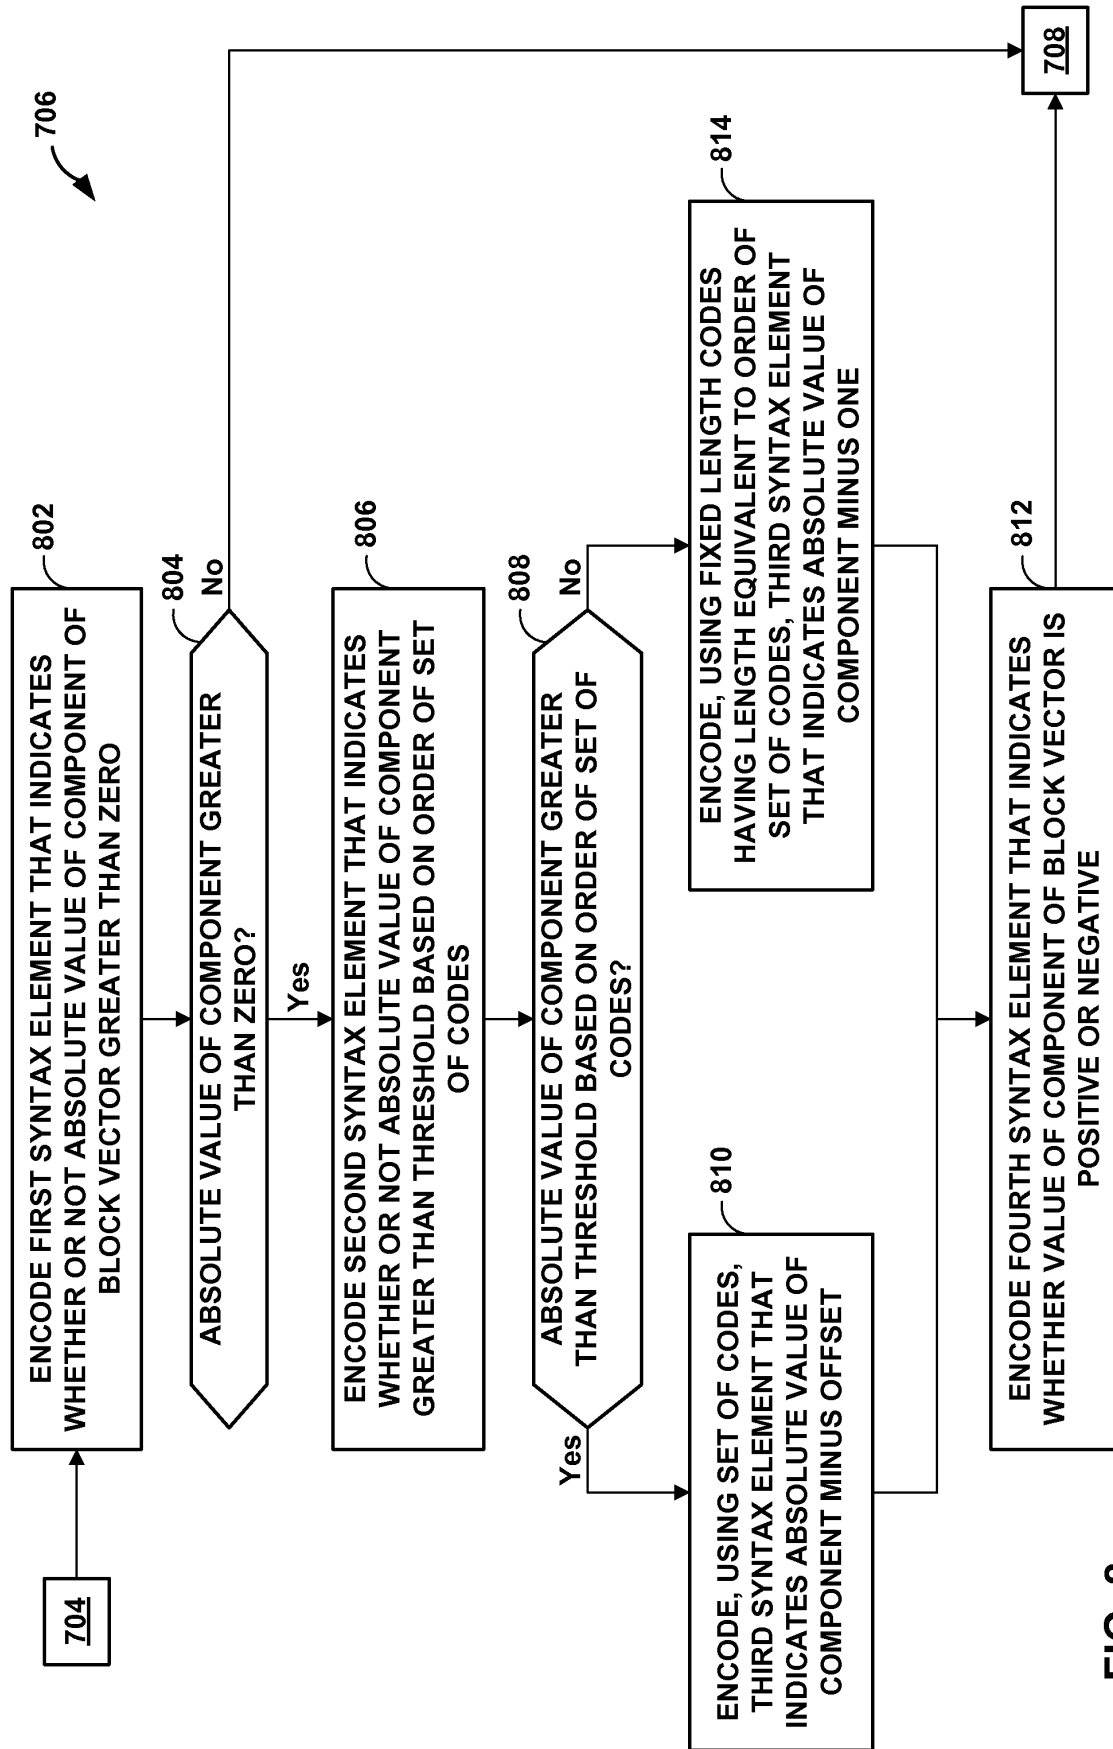 706
704
802
ENCODE FIRST SYNTAX ELEMENT THAT INDICATES
WHETHER OR NOT ABSOLUTE VALUE OF COMPONENT OF
BLOCK VECTOR GREATER THAN ZERO
804
ABSOLUTE VALUE OF COMPONENT GREATER
THAN ZERO?
No
Yes
806
ENCODE SECOND SYNTAX ELEMENT THAT INDICATES
WHETHER OR NOT ABSOLUTE VALUE OF COMPONENT
GREATER THAN THRESHOLD BASED ON ORDER OF SET
OF CODES
808
ABSOLUTE VALUE OF COMPONENT GREATER
THAN THRESHOLD BASED ON ORDER OF SET OF
CODES?
Yes
No
810
ENCODE, USING SET OF CODES,
THIRD SYNTAX ELEMENT THAT
INDICATES ABSOLUTE VALUE OF
COMPONENT MINUS OFFSET
814
ENCODE, USING FIXED LENGTH CODES
HAVING LENGTH EQUIVALENT TO ORDER OF
SET OF CODES, THIRD SYNTAX ELEMENT
THAT INDICATES ABSOLUTE VALUE OF
COMPONENT MINUS ONE
812
ENCODE FOURTH SYNTAX ELEMENT THAT INDICATES
WHETHER VALUE OF COMPONENT OF BLOCK VECTOR IS
POSITIVE OR NEGATIVE
708
FIG.